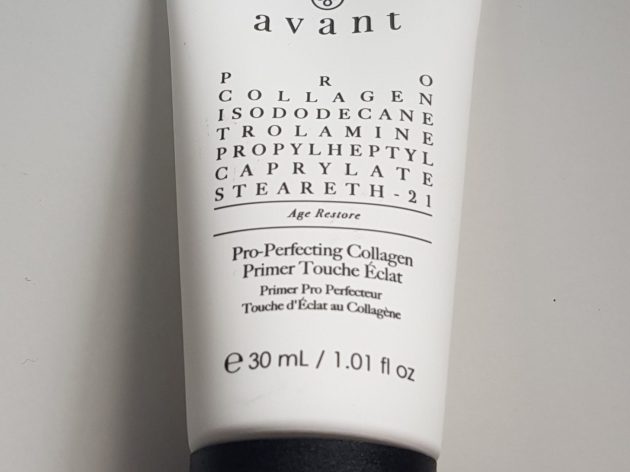 avant
PRO
COLLAGEN
ISODODECANE
TROLAMINE
PROPYLHEPTYL
CAPRYLATE
STEARETH-21
Age Restore
Pro-Perfecting Collagen
Primer Touche Éclat
Primer Pro Perfecteur
Touche d'Éclat au Collagène
℮ 30 mL / 1.01 fl oz